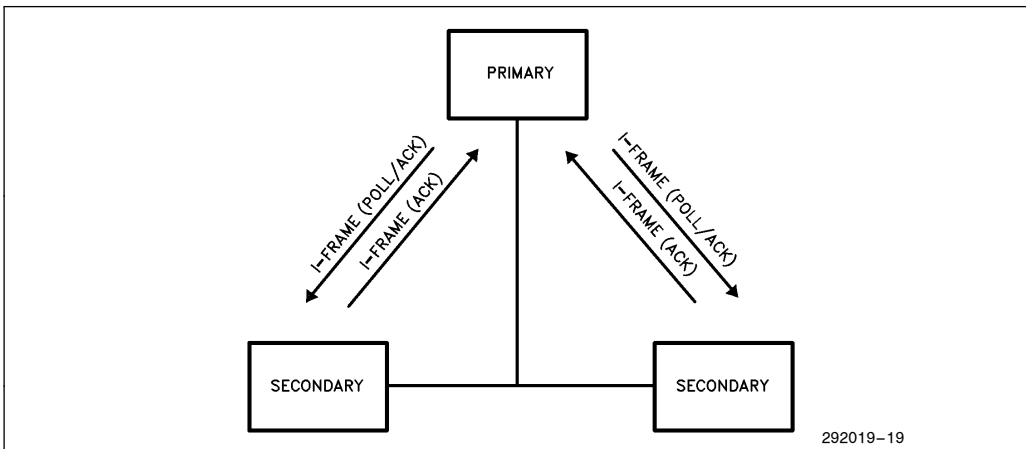 PRIMARY
I-FRAME (POLL/ACK)
I-FRAME (ACK)
I-FRAME (ACK)
I-FRAME (POLL/ACK)
SECONDARY
SECONDARY
292019-19